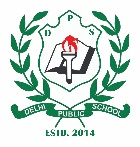 D P S
DELHI PUBLIC SCHOOL
ESTD. 2014